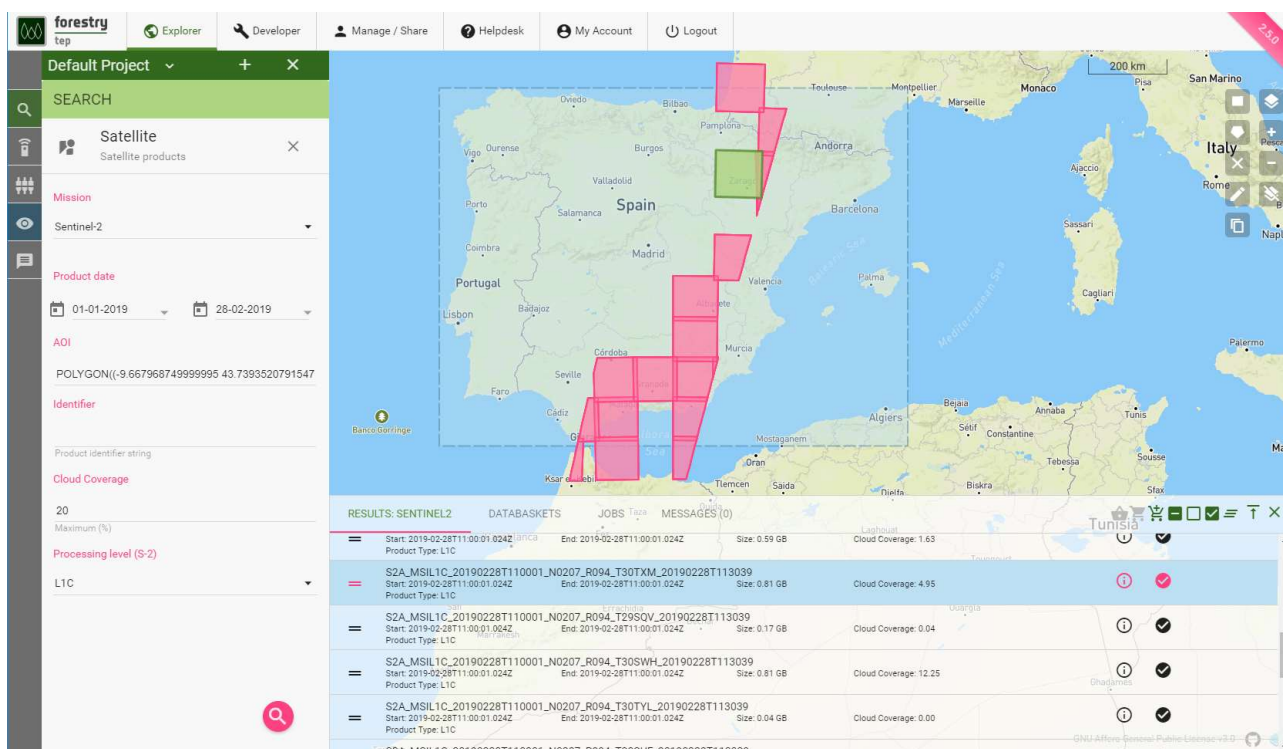 forestry
tep
Explorer
Developer
Manage / Share
Helpdesk
My Account
Logout
2.5.0
Default Project
SEARCH
Satellite
Satellite products
Mission
Sentinel-2
Product date
01-01-2019
28-02-2019
AOI
POLYGON((-9.667968749999995 43.7393520791547
Identifier
Product identifier string
Cloud Coverage
20
Maximum (%)
Processing level (S-2)
L1C
200 km
Oviedo
Bilbao
Toulouse
Montpellier
Marseille
Monaco
Pisa
San Marino
Vigo
Ourense
Burgos
Pamplona
Andorra
Italy
Ajaccio
Rome
Valladolid
Porto
Salamanca
Spain
Barcelona
Sassari
Coimbra
Madrid
Portugal
Valencia
Palma
Balearic Sea
Mediterranean Sea
Cagliari
Lisbon
Badajoz
Córdoba
Murcia
Palermo
Seville
Faro
Cádiz
Banco Gorringe
Algiers
Béjaïa
Annaba
Tunis
Sétif
Constantine
Mostaganem
Oran
Tebessa
Sousse
Tlemcen
Saida
Biskra
Sfax
Djelfa
Tunisia
RESULTS: SENTINEL2
DATABASKETS
JOBS
MESSAGES (0)
Taza
Laghouat
Start: 2019-02-28T11:00:01.024Z End: 2019-02-28T11:00:01.024Z Size: 0.59 GB Cloud Coverage: 1.63
Product Type: L1C
S2A_MSIL1C_20190228T110001_N0207_R094_T30TXM_20190228T113039
Start: 2019-02-28T11:00:01.024Z End: 2019-02-28T11:00:01.024Z Size: 0.81 GB Cloud Coverage: 4.95
Product Type: L1C
Errachidia
Ouargla
S2A_MSIL1C_20190228T110001_N0207_R094_T29SQV_20190228T113039
Start: 2019-02-28T11:00:01.024Z End: 2019-02-28T11:00:01.024Z Size: 0.17 GB Cloud Coverage: 0.04
Product Type: L1C
Marrakesh
S2A_MSIL1C_20190228T110001_N0207_R094_T30SWH_20190228T113039
Start: 2019-02-28T11:00:01.024Z End: 2019-02-28T11:00:01.024Z Size: 0.81 GB Cloud Coverage: 12.25
Product Type: L1C
Ghadames
S2A_MSIL1C_20190228T110001_N0207_R094_T30TYL_20190228T113039
Start: 2019-02-28T11:00:01.024Z End: 2019-02-28T11:00:01.024Z Size: 0.04 GB Cloud Coverage: 0.00
Product Type: L1C
GNU Affero General Public License v3.0